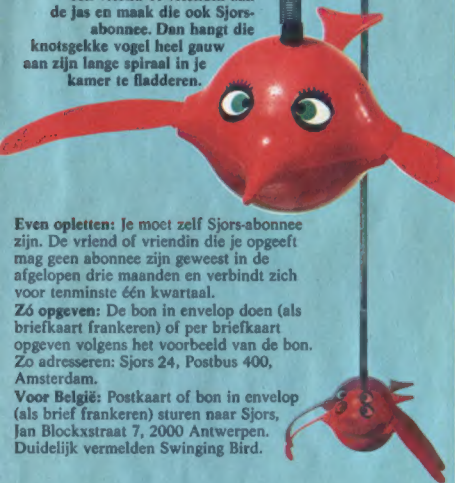 de jas en maak die ook Sjors-
abonnee. Dan hangt die
knotsgekke vogel heel gauw
aan zijn lange spiraal in je
kamer te fladderen.
Even opletten: Je moet zelf Sjors-abonnee
zijn. De vriend of vriendin die je opgeeft
mag geen abonnee zijn geweest in de
afgelopen drie maanden en verbindt zich
voor tenminste één kwartaal.
Zó opgeven: De bon in envelop doen (als
briefkaart frankeren) of per briefkaart
opgeven volgens het voorbeeld van de bon.
Zo adresseren: Sjors 24, Postbus 400,
Amsterdam.
Voor België: Postkaart of bon in envelop
(als brief frankeren) sturen naar Sjors,
Jan Blockxstraat 7, 2000 Antwerpen.
Duidelijk vermelden Swinging Bird.